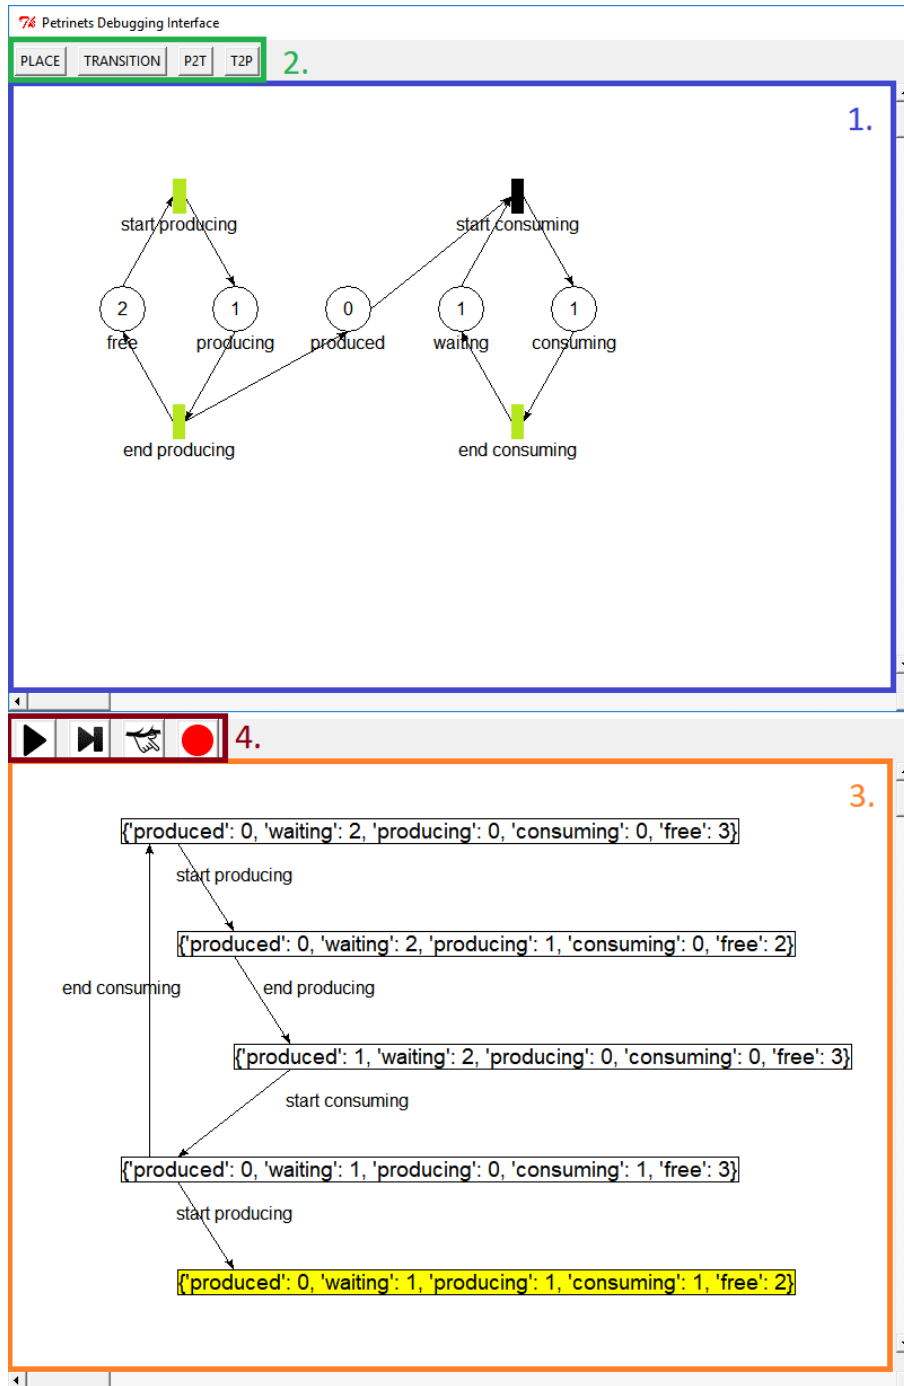 Petrinets Debugging Interface
PLACE TRANSITION P2T T2P 2.
1.
start producing start consuming
2 1 0 1 1
free producing produced waiting consuming
end producing end consuming
4.
3.
{'produced': 0, 'waiting': 2, 'producing': 0, 'consuming': 0, 'free': 3}
start producing
{'produced': 0, 'waiting': 2, 'producing': 1, 'consuming': 0, 'free': 2}
end consuming end producing
{'produced': 1, 'waiting': 2, 'producing': 0, 'consuming': 0, 'free': 3}
start consuming
{'produced': 0, 'waiting': 1, 'producing': 0, 'consuming': 1, 'free': 3}
start producing
{'produced': 0, 'waiting': 1, 'producing': 1, 'consuming': 1, 'free': 2}